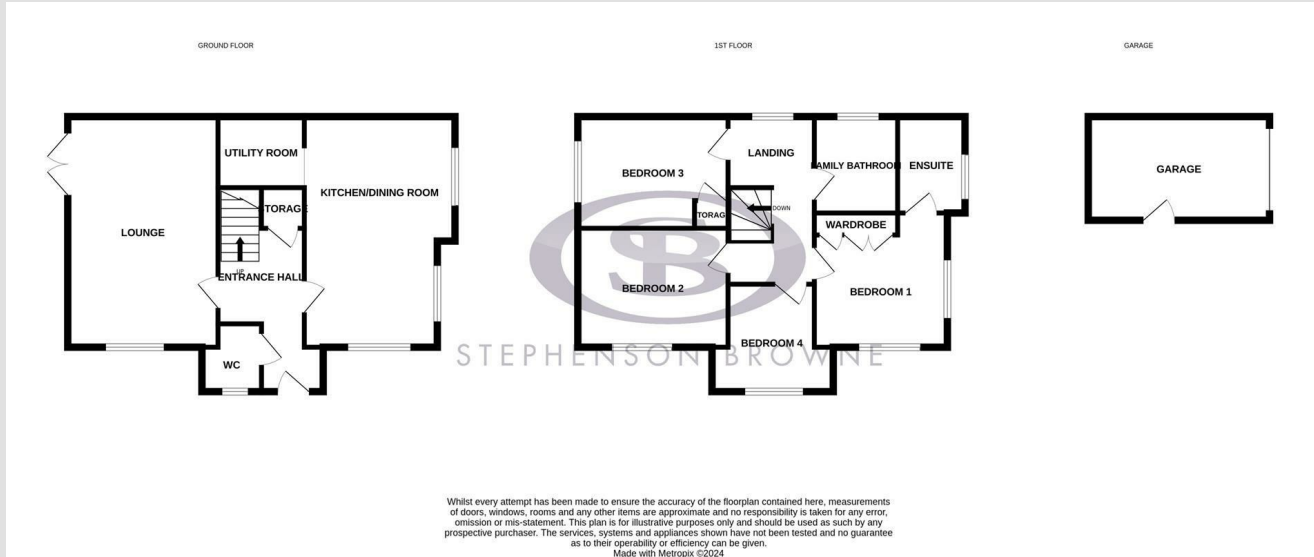 GROUND FLOOR
1ST FLOOR
GARAGE
UTILITY ROOM
KITCHEN/DINING ROOM
STORAGE
LOUNGE
UP
ENTRANCE HALL
WC
LANDING
FAMILY BATHROOM
ENSUITE
BEDROOM 3
STORAGE
DOWN
WARDROBE
BEDROOM 2
BEDROOM 1
BEDROOM 4
GARAGE
SB
STEPHENSON BROWNE
Whilst every attempt has been made to ensure the accuracy of the floorplan contained here, measurements
of doors, windows, rooms and any other items are approximate and no responsibility is taken for any error,
omission or mis-statement. This plan is for illustrative purposes only and should be used as such by any
prospective purchaser. The services, systems and appliances shown have not been tested and no guarantee
as to their operability or efficiency can be given.
Made with Metropix ©2024